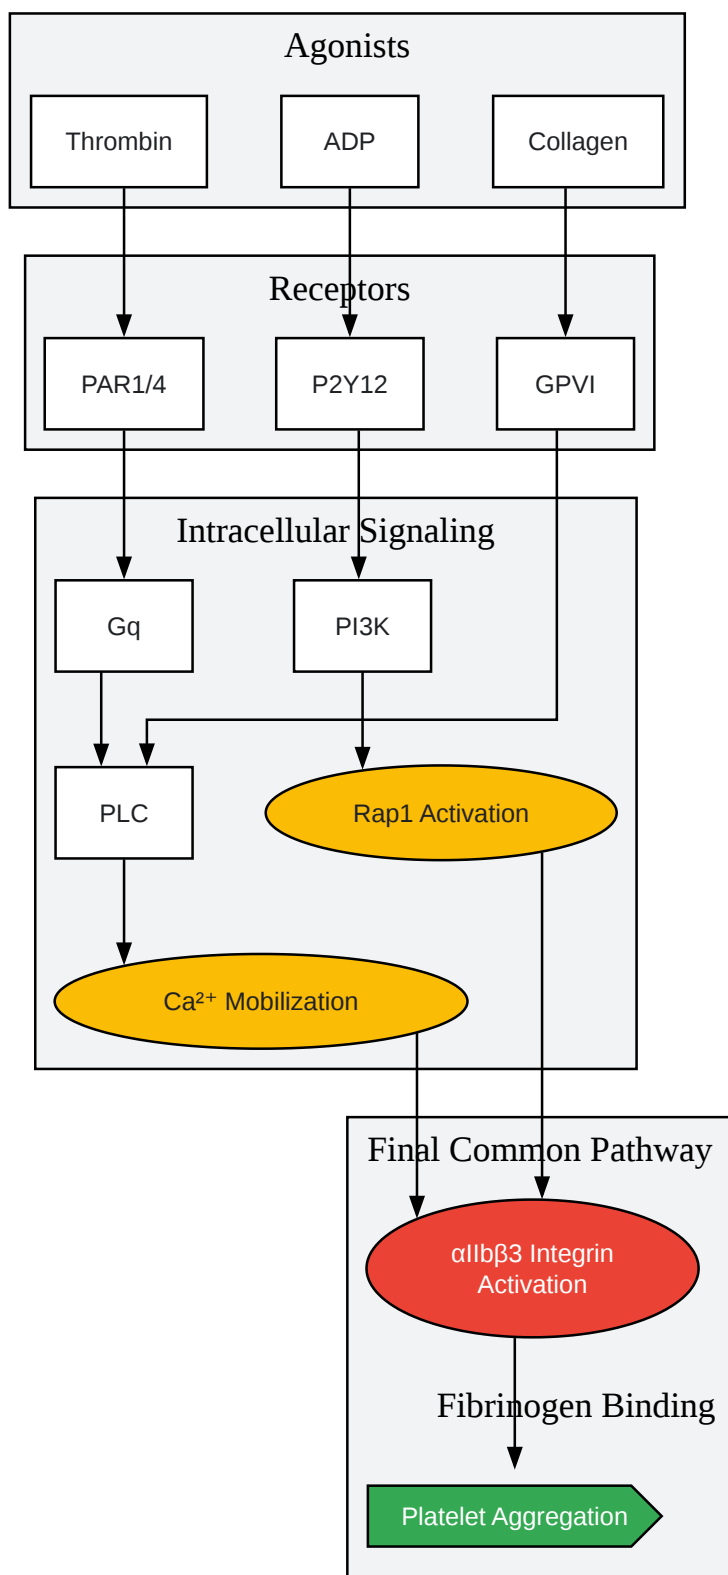 Agonists
Thrombin
ADP
Collagen
Receptors
PAR1/4
P2Y12
GPVI
Intracellular Signaling
Gq
PI3K
PLC
Rap1 Activation
Ca²⁺ Mobilization
Final Common Pathway
αIIbβ3 Integrin
Activation
Fibrinogen Binding
Platelet Aggregation